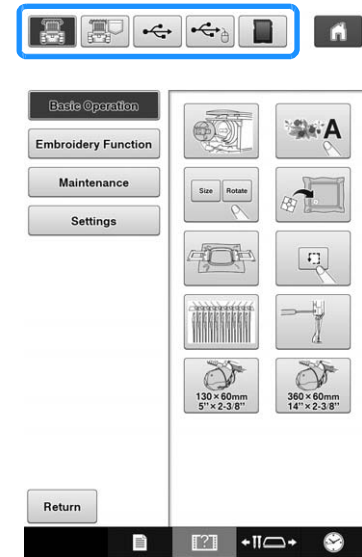 Basic Operation
Embroidery Function
Maintenance
Settings
A
Size Rotate
130×60mm
5"×2-3/8"
360×60mm
14"×2-3/8"
Return
?